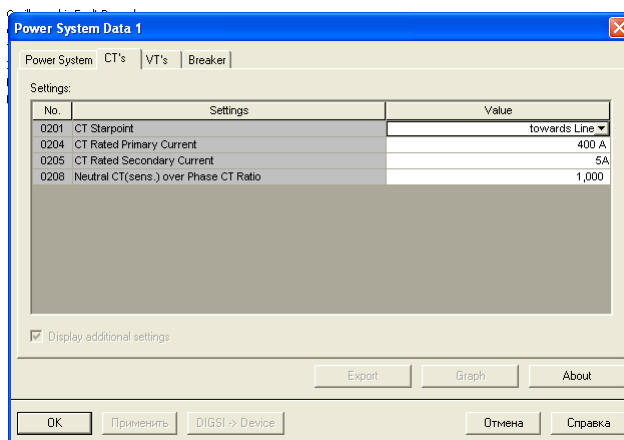 Power System Data 1
Power System CT's VT's Breaker
Settings:
No. Settings Value
0201 CT Starpoint towards Line
0204 CT Rated Primary Current 400 A
0205 CT Rated Secondary Current 5A
0208 Neutral CT(sens.) over Phase CT Ratio 1,000
Display additional settings
Export Graph About
OK Применить DIGSI -> Device Отмена Справка